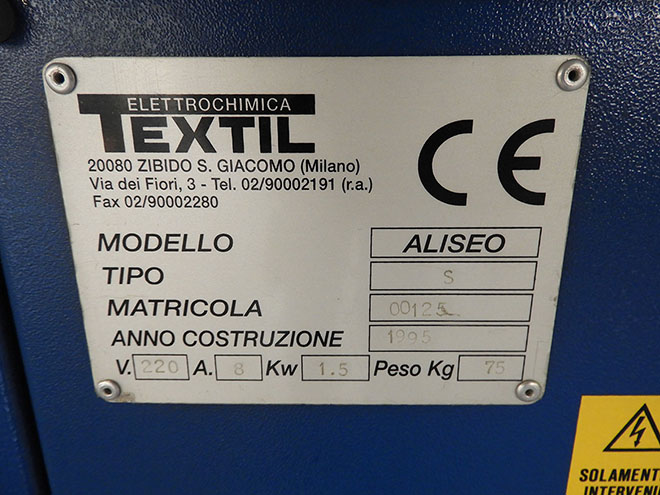 ELETTROCHIMICA
TEXTIL
20080 ZIBIDO S. GIACOMO (Milano)
Via dei Fiori, 3 - Tel. 02/90002191 (r.a.)
Fax 02/90002280
CE
MODELLO ALISEO
TIPO S
MATRICOLA 00125
ANNO COSTRUZIONE 1995
V. 220 A. 8 Kw 1.5 Peso Kg 75